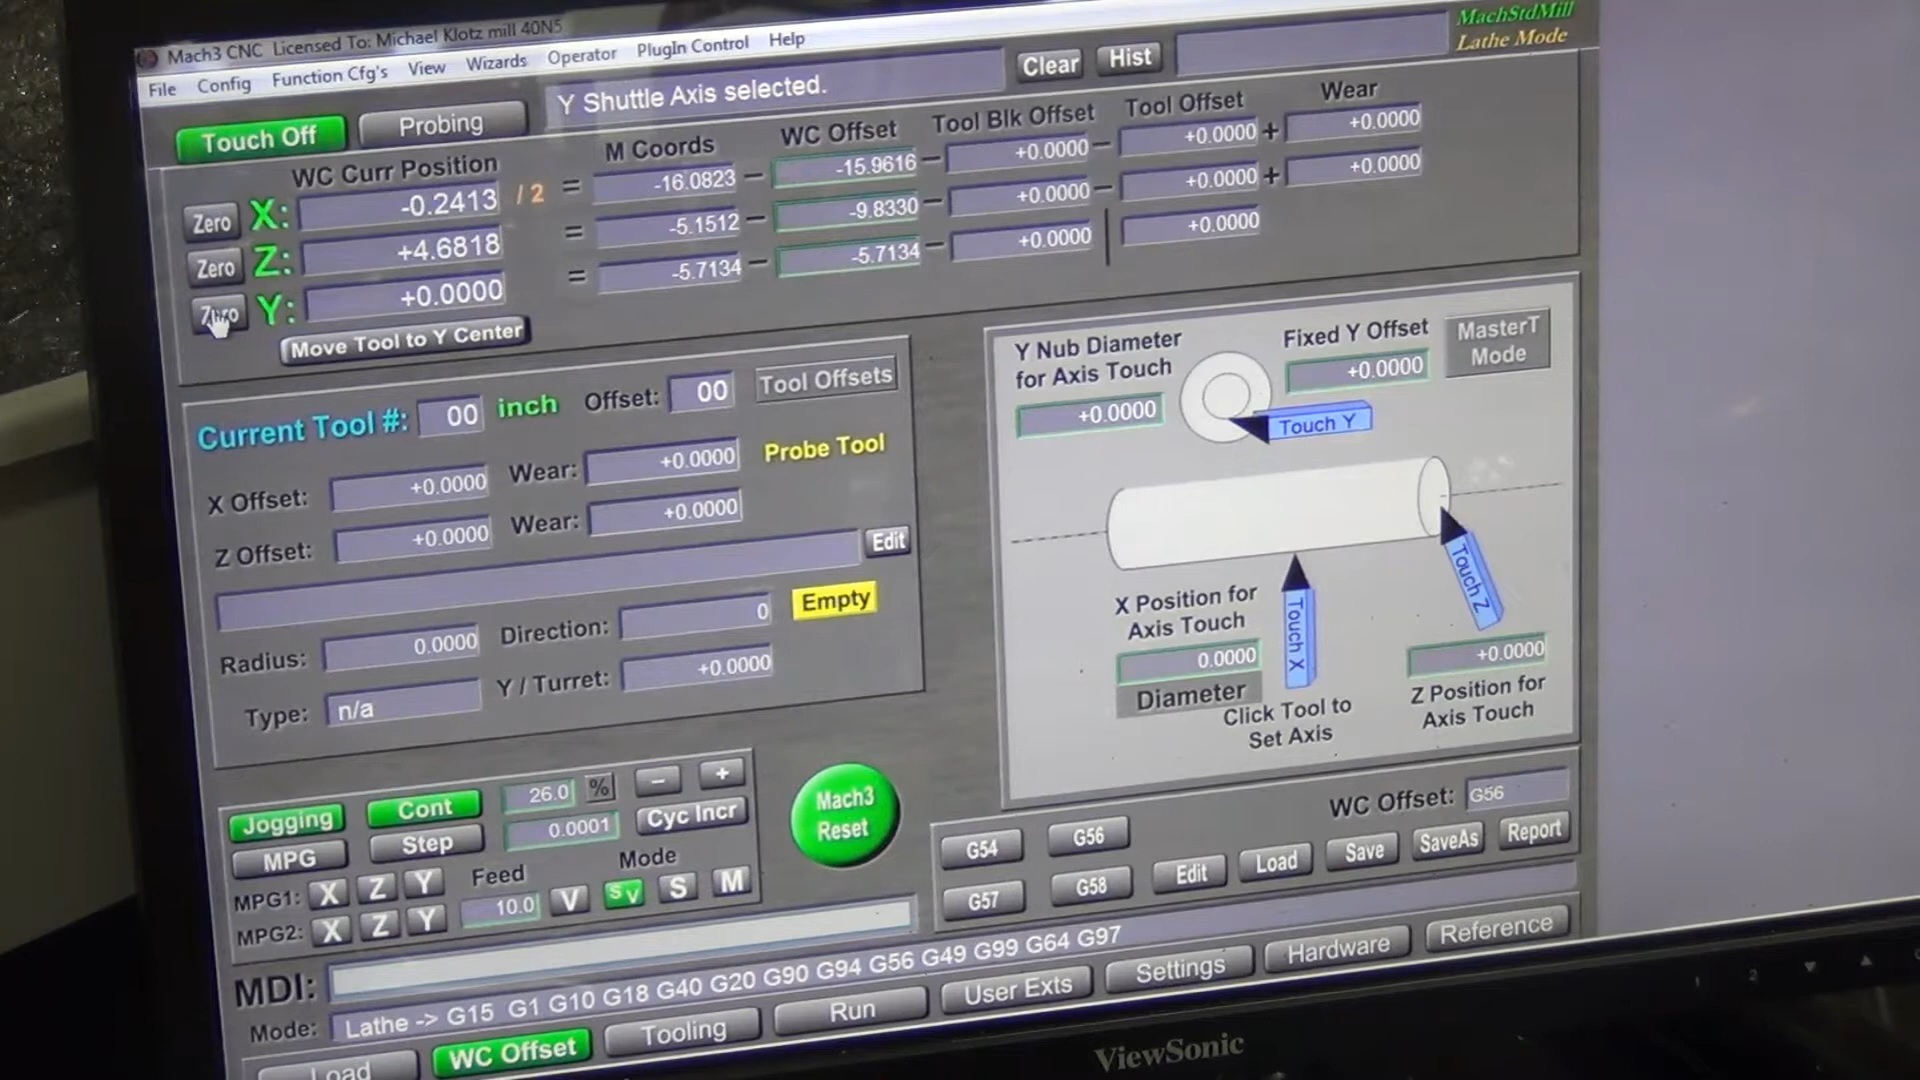 Mach3 CNC Licensed To: Michael Klotz mill 40N5
MachStdMill
Lathe Mode
File Config Function Cfg's View Wizards Operator PlugIn Control Help
Y Shuttle Axis selected.
Clear Hist
Touch Off Probing
WC Curr Position M Coords WC Offset Tool Blk Offset Tool Offset Wear
Zero X: -0.2413 / 2 = -16.0823 - -15.9616 - +0.0000 - +0.0000 + +0.0000
Zero Z: +4.6818 = -5.1512 - -9.8330 - +0.0000 - +0.0000 + +0.0000
Zero Y: +0.0000 = -5.7134 - -5.7134 - +0.0000 | +0.0000
Move Tool to Y Center
Current Tool #: 00 inch Offset: 00 Tool Offsets
X Offset: +0.0000 Wear: +0.0000 Probe Tool
Z Offset: +0.0000 Wear: +0.0000
Edit
Radius: 0.0000 Direction: 0 Empty
Type: n/a Y / Turret: +0.0000
Y Nub Diameter
for Axis Touch
+0.0000
Fixed Y Offset
+0.0000
MasterT
Mode
Touch Y
Touch X
Touch Z
X Position for
Axis Touch
0.0000
Diameter
Click Tool to
Set Axis
+0.0000
Z Position for
Axis Touch
Jogging Cont 26.0 % - +
MPG Step 0.0001 Cyc Incr
Feed Mode
MPG1: X Z Y
MPG2: X Z Y 10.0 V S V S M
Mach3
Reset
WC Offset: G56
G54 G56
G57 G58 Edit Load Save SaveAs Report
MDI:
Mode: Lathe -> G15 G1 G10 G18 G40 G20 G90 G94 G56 G49 G99 G64 G97
Load WC Offset Tooling Run User Exts Settings Hardware Reference
ViewSonic
1 2